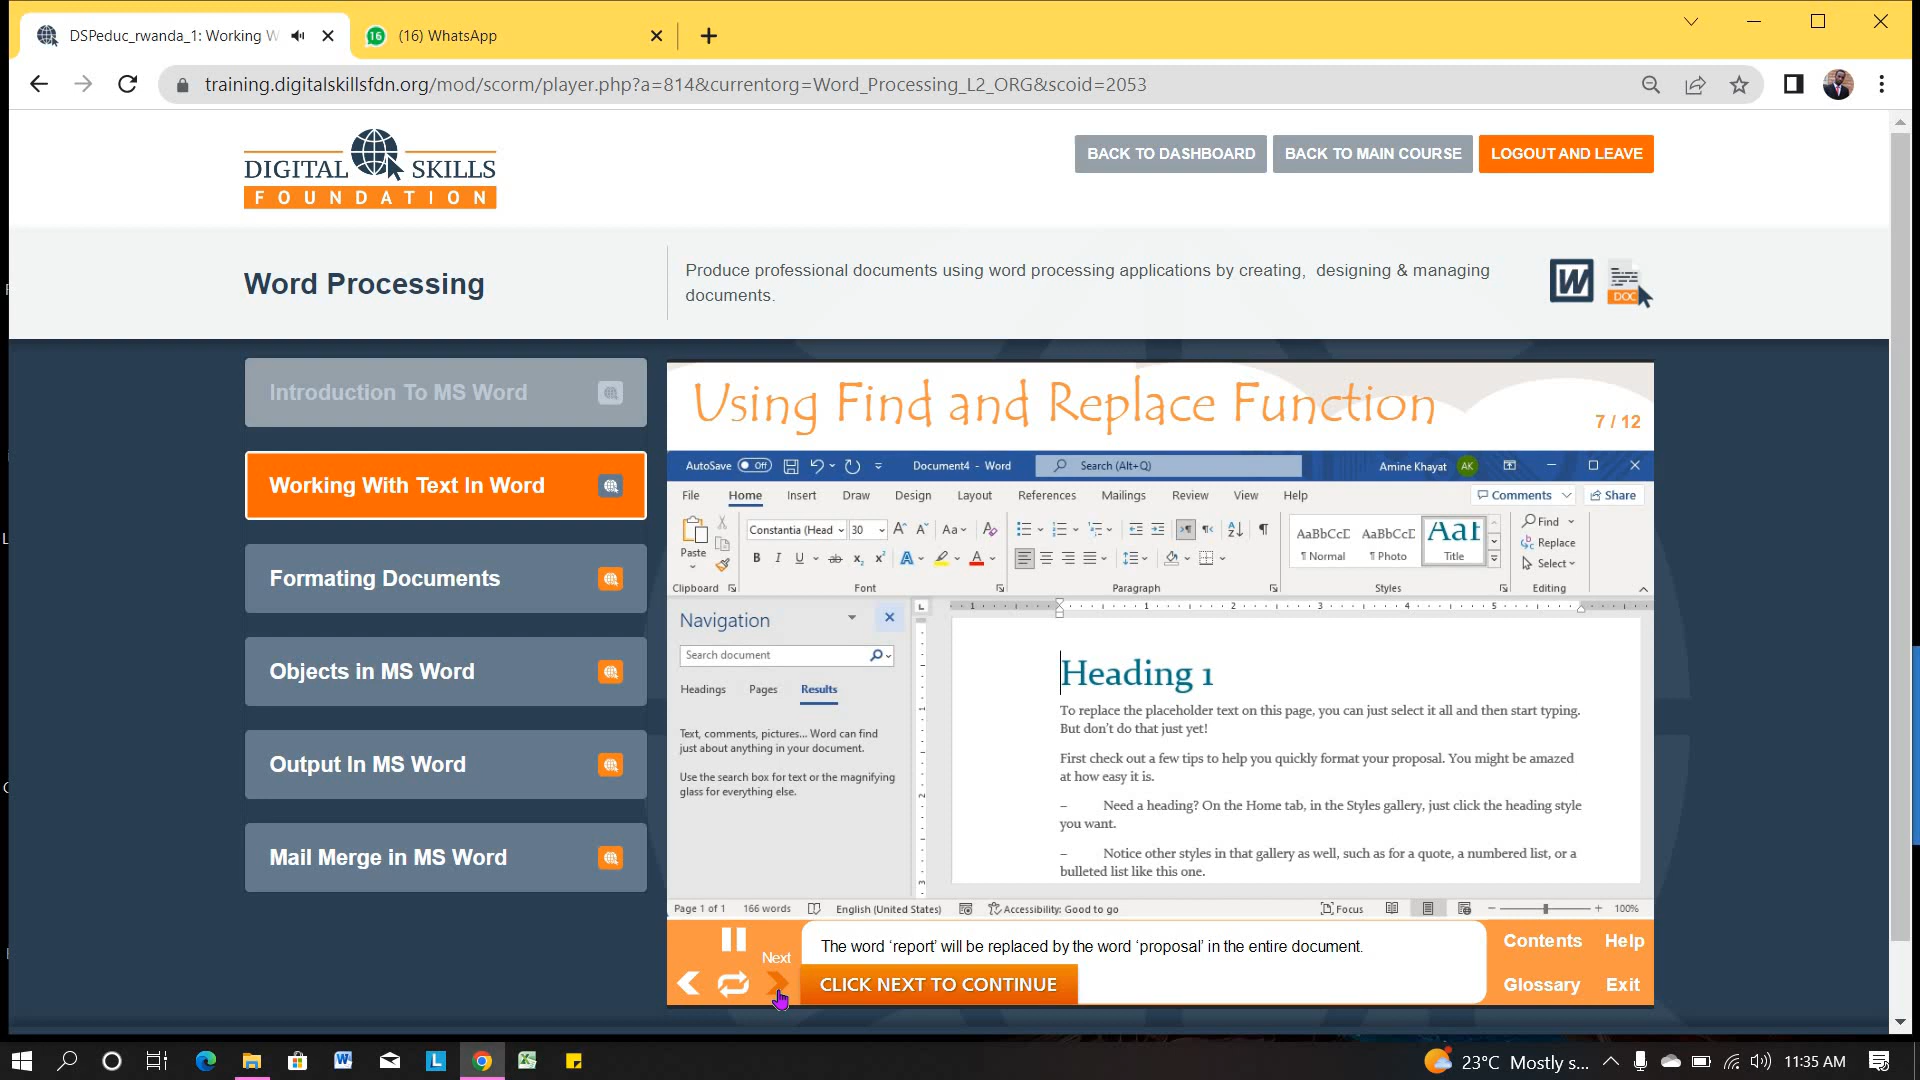 DSPeduc_rwanda_1: Working W
(16) WhatsApp
training.digitalskillsfdn.org/mod/scorm/player.php?a=814&currentorg=Word_Processing_L2_ORG&scoid=2053
DIGITAL SKILLS
FOUNDATION
BACK TO DASHBOARD
BACK TO MAIN COURSE
LOGOUT AND LEAVE
Word Processing
Produce professional documents using word processing applications by creating, designing & managing
documents.
W
DOC
Introduction To MS Word
Working With Text In Word
Formating Documents
Objects in MS Word
Output In MS Word
Mail Merge in MS Word
Using Find and Replace Function
7 / 12
AutoSave Off
Document4 - Word
Search (Alt+Q)
Amine Khayat AK
File Home Insert Draw Design Layout References Mailings Review View Help
Comments
Share
Paste
Clipboard
Constantia (Head 30
Font
Paragraph
AaBbCcD AaBbCcD AaI
¶ Normal ¶ Photo Title
Styles
Find
Replace
Select
Editing
Navigation
Search document
Headings Pages Results
Text, comments, pictures... Word can find
just about anything in your document.
Use the search box for text or the magnifying
glass for everything else.
Heading 1
To replace the placeholder text on this page, you can just select it all and then start typing.
But don't do that just yet!
First check out a few tips to help you quickly format your proposal. You might be amazed
at how easy it is.
– Need a heading? On the Home tab, in the Styles gallery, just click the heading style
you want.
– Notice other styles in that gallery as well, such as for a quote, a numbered list, or a
bulleted list like this one.
Page 1 of 1 166 words English (United States) Accessibility: Good to go Focus 100%
Next
The word ‘report’ will be replaced by the word ‘proposal’ in the entire document.
CLICK NEXT TO CONTINUE
Contents Help
Glossary Exit
23°C Mostly s...
11:35 AM